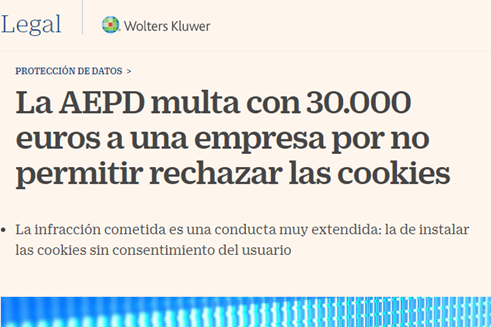 Legal
Wolters Kluwer
PROTECCIÓN DE DATOS >
La AEPD multa con 30.000
euros a una empresa por no
permitir rechazar las cookies
• La infracción cometida es una conducta muy extendida: la de instalar
las cookies sin consentimiento del usuario